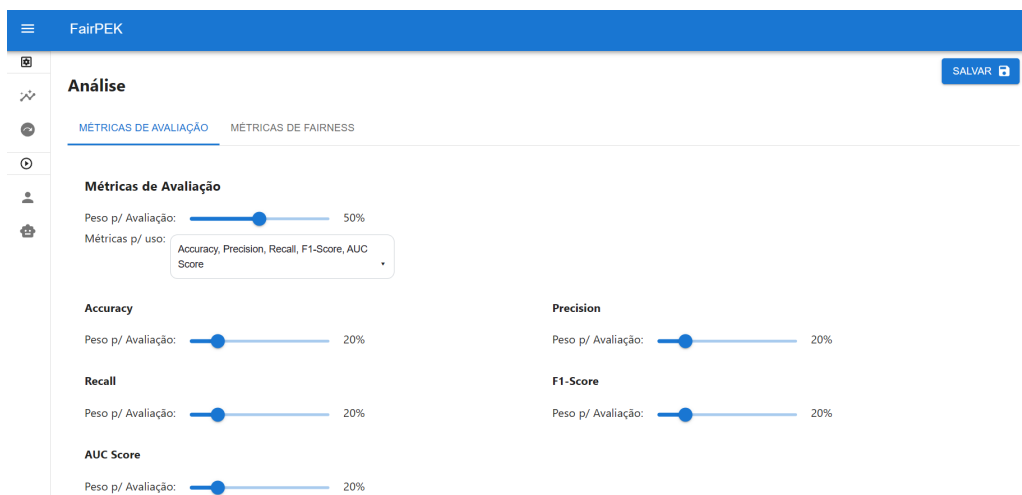 FairPEK
SALVAR
Análise
MÉTRICAS DE AVALIAÇÃO MÉTRICAS DE FAIRNESS
Métricas de Avaliação
Peso p/ Avaliação: 50%
Métricas p/ uso:
Accuracy, Precision, Recall, F1-Score, AUC
Score
Accuracy
Peso p/ Avaliação: 20%
Precision
Peso p/ Avaliação: 20%
Recall
Peso p/ Avaliação: 20%
F1-Score
Peso p/ Avaliação: 20%
AUC Score
Peso p/ Avaliação: 20%